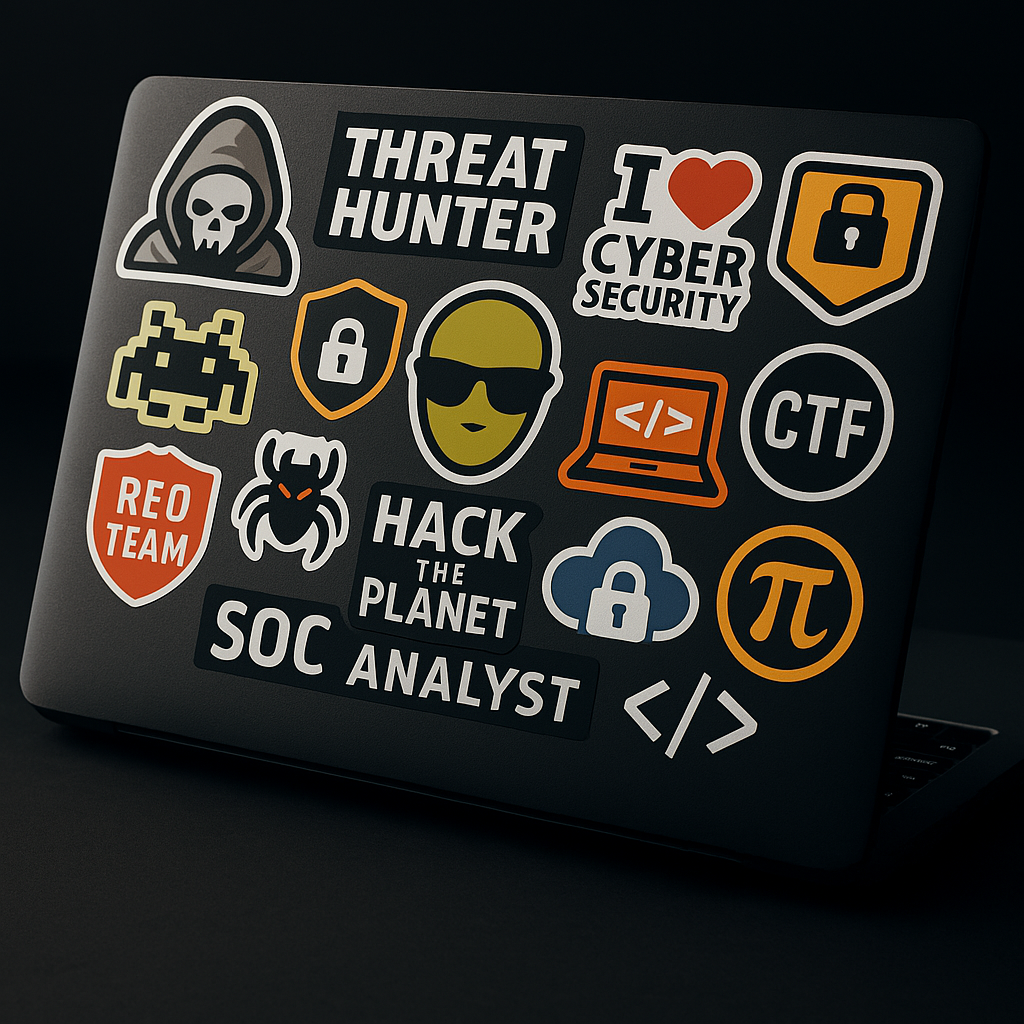 THREAT
HUNTER
I
CYBER
SECURITY
</>
CTF
REO
TEAM
HACK
THE
PLANET
π
SOC ANALYST
</>